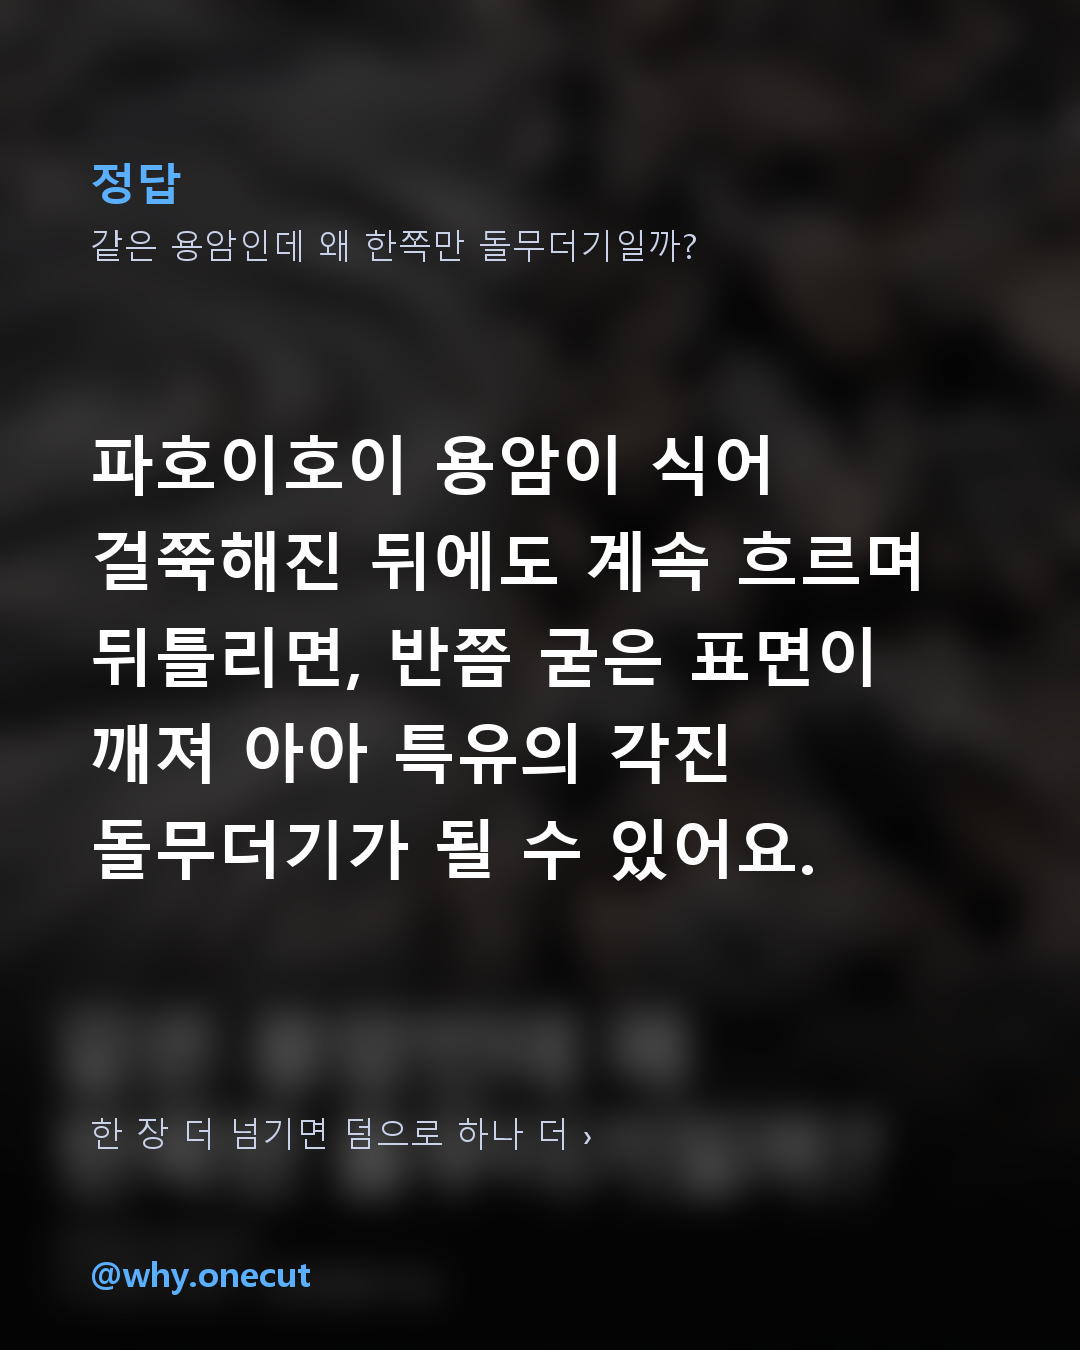 정답
같은 용암인데 왜 한쪽만 돌무더기일까?
파호이호이 용암이 식어
걸쭉해진 뒤에도 계속 흐르며
뒤틀리면, 반쯤 굳은 표면이
깨져 아아 특유의 각진
돌무더기가 될 수 있어요.
한 장 더 넘기면 덤으로 하나 더 ›
@why.onecut